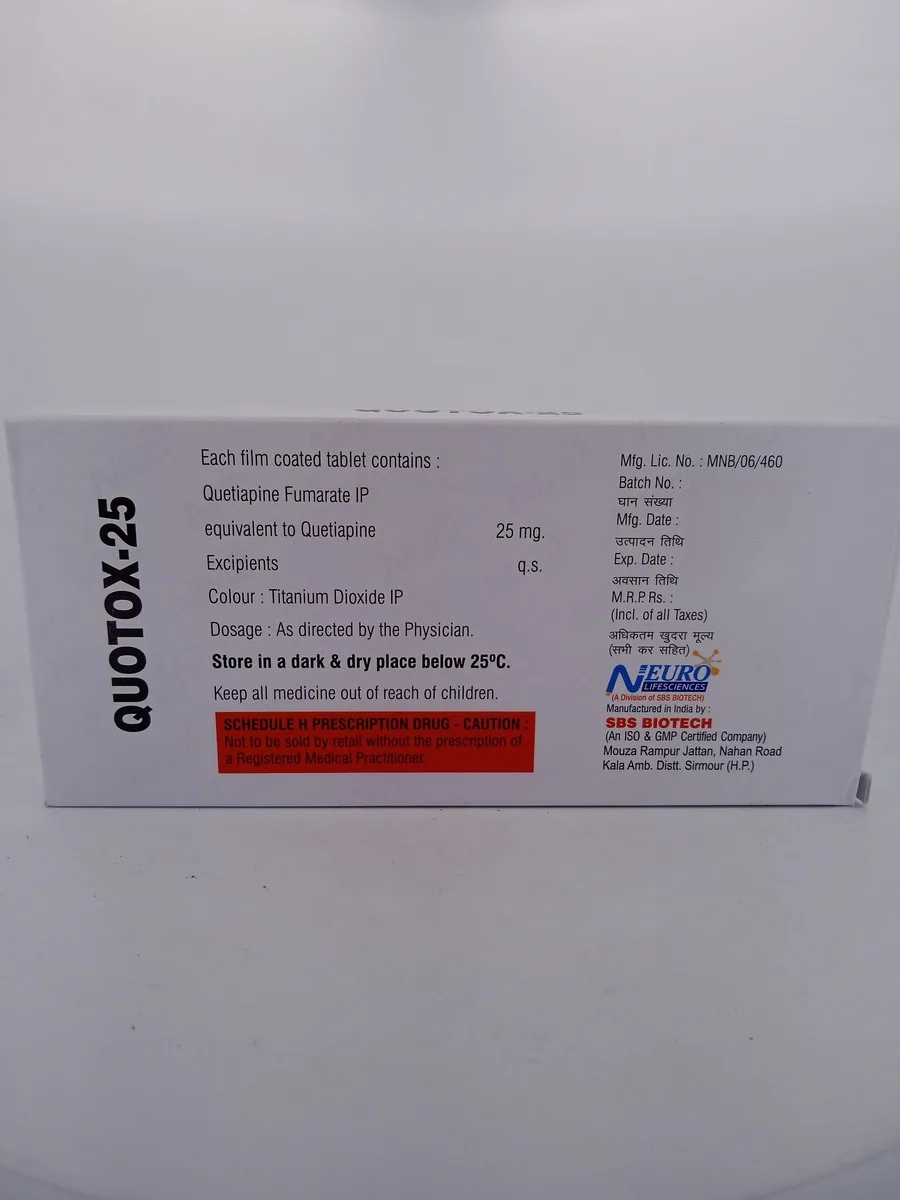 QUOTOX-25
QUOTOX-25
Each film coated tablet contains :
Quetiapine Fumarate IP
equivalent to Quetiapine 25 mg.
Excipients q.s.
Colour : Titanium Dioxide IP
Dosage : As directed by the Physician.
Store in a dark & dry place below 25ºC.
Keep all medicine out of reach of children.
SCHEDULE H PRESCRIPTION DRUG - CAUTION :
Not to be sold by retail without the prescription of
a Registered Medical Practitioner.
Mfg. Lic. No. : MNB/06/460
Batch No. :
घान संख्या
Mfg. Date :
उत्पादन तिथि
Exp. Date :
अवसान तिथि
M.R.P. Rs. :
(Incl. of all Taxes)
अधिकतम खुदरा मूल्य
(सभी कर सहित)
NEURO
LIFESCIENCES
(A Division of SBS BIOTECH)
Manufactured in India by :
SBS BIOTECH
(An ISO & GMP Certified Company)
Mouza Rampur Jattan, Nahan Road
Kala Amb. Distt. Sirmour (H.P.)